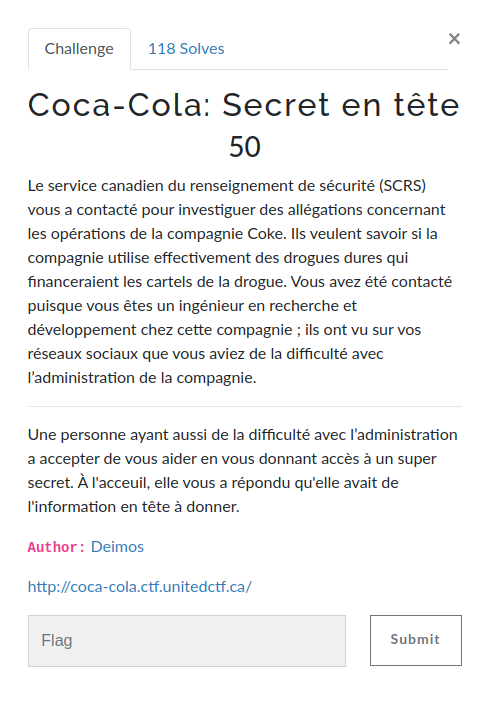 Challenge
118 Solves
×
Coca-Cola: Secret en tête
50
Le service canadien du renseignement de sécurité (SCRS)
vous a contacté pour investiguer des allégations concernant
les opérations de la compagnie Coke. Ils veulent savoir si la
compagnie utilise effectivement des drogues dures qui
financeraient les cartels de la drogue. Vous avez été contacté
puisque vous êtes un ingénieur en recherche et
développement chez cette compagnie ; ils ont vu sur vos
réseaux sociaux que vous aviez de la difficulté avec
l’administration de la compagnie.
Une personne ayant aussi de la difficulté avec l’administration
a accepter de vous aider en vous donnant accès à un super
secret. À l'acceuil, elle vous a répondu qu'elle avait de
l'information en tête à donner.
Author: Deimos
http://coca-cola.ctf.unitedctf.ca/
Flag
Submit